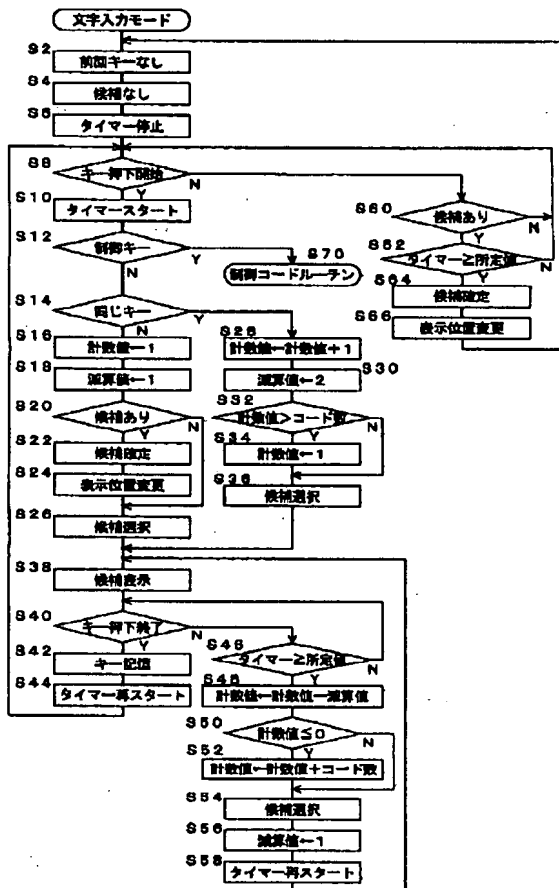 文字入力モード
S2
前回キーなし
S4
候補なし
S6
タイマー停止
S8
キー押下開始
N
Y
S10
タイマースタート
S12
制御キー
Y
N
S70
制御コードルーチン
S14
同じキー
Y
N
S16
計数値←1
S18
減算値←1
S20
候補あり
N
Y
S22
候補確定
S24
表示位置変更
S26
候補選択
S28
計数値←計数値+1
S30
減算値←2
S32
計数値>コード数
N
Y
S34
計数値←1
S36
候補選択
S60
候補あり
N
Y
S62
タイマー≧所定値
N
Y
S64
候補確定
S66
表示位置変更
S38
候補表示
S40
キー押下終了
N
Y
S42
キー記憶
S44
タイマー再スタート
S46
タイマー≧所定値
N
Y
S48
計数値←計数値-減算値
S50
計数値≦0
N
Y
S52
計数値←計数値+コード数
S54
候補選択
S56
減算値←1
S58
タイマー再スタート